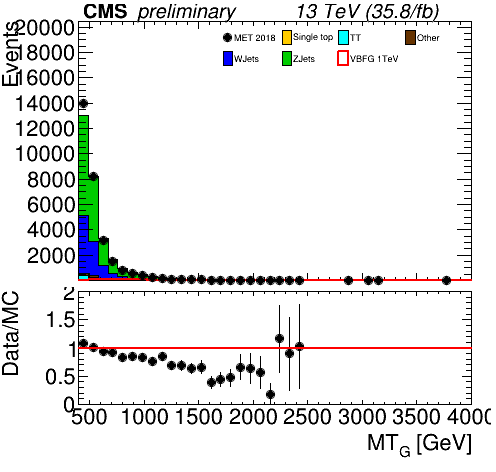 CMS preliminary 13 TeV (35.8/fb)
Events
20000
18000
16000
14000
12000
10000
8000
6000
4000
2000
MET 2018 Single top TT Other
WJets ZJets VBFG 1TeV
Data/MC
2
1.5
1
0.5
0
500 1000 1500 2000 2500 3000 3500 4000
MT_G [GeV]